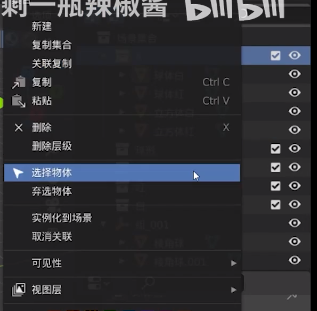 剩一瓶辣椒酱 bilibili
新建
复制集合
关联复制
复制 Ctrl C
粘贴 Ctrl V
删除 X
删除层级
选择物体
弃选物体
实例化到场景
取消关联
可见性
视图层